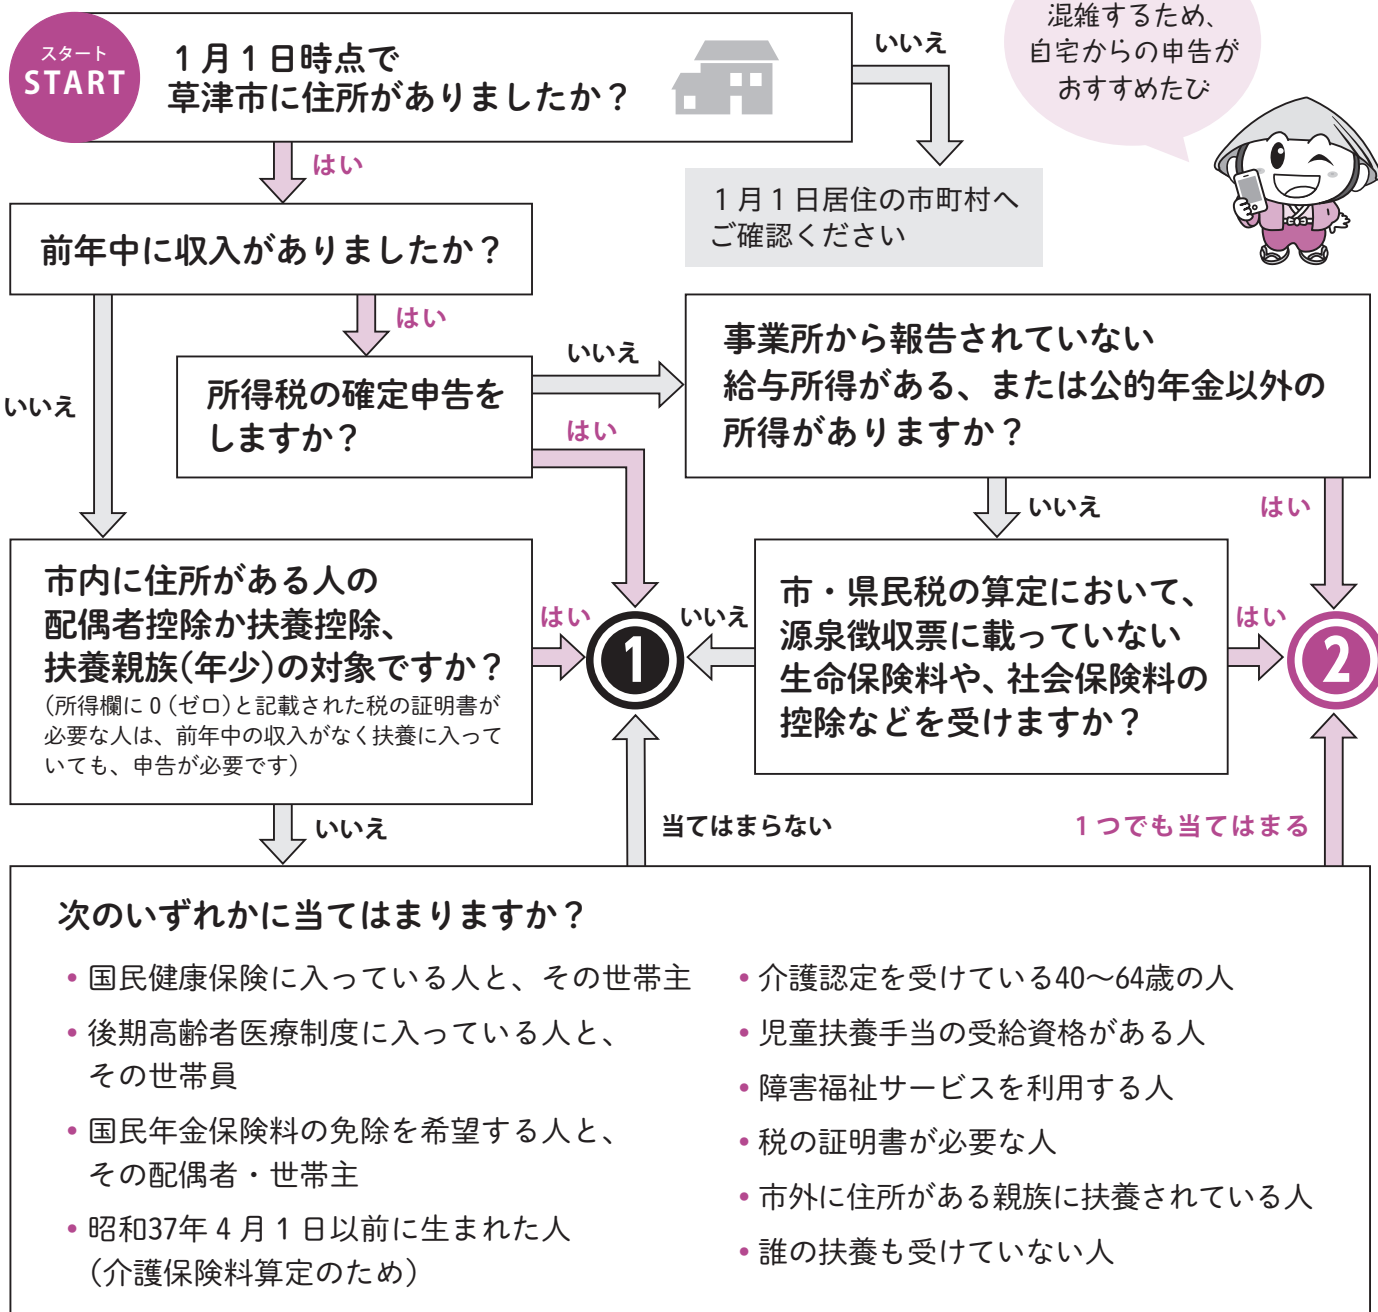 混雑するため、
自宅からの申告が
おすすめたび
スタート
START
1月1日時点で
草津市に住所がありましたか？
いいえ
はい
1月1日居住の市町村へ
ご確認ください
前年中に収入がありましたか？
はい
いいえ
所得税の確定申告を
しますか？
いいえ
はい
事業所から報告されていない
給与所得がある、または公的年金以外の
所得がありますか？
いいえ
はい
市内に住所がある人の
配偶者控除か扶養控除、
扶養親族(年少)の対象ですか？
(所得欄に０(ゼロ)と記載された税の証明書が
必要な人は、前年中の収入がなく扶養に入って
いても、申告が必要です)
はい
1
いいえ
市・県民税の算定において、
源泉徴収票に載っていない
生命保険料や、社会保険料の
控除などを受けますか？
はい
2
いいえ
当てはまらない
1つでも当てはまる
次のいずれかに当てはまりますか？
•国民健康保険に入っている人と、その世帯主
•後期高齢者医療制度に入っている人と、
その世帯員
•国民年金保険料の免除を希望する人と、
その配偶者・世帯主
•昭和37年4月1日以前に生まれた人
(介護保険料算定のため)
•介護認定を受けている40〜64歳の人
•児童扶養手当の受給資格がある人
•障害福祉サービスを利用する人
•税の証明書が必要な人
•市外に住所がある親族に扶養されている人
•誰の扶養も受けていない人